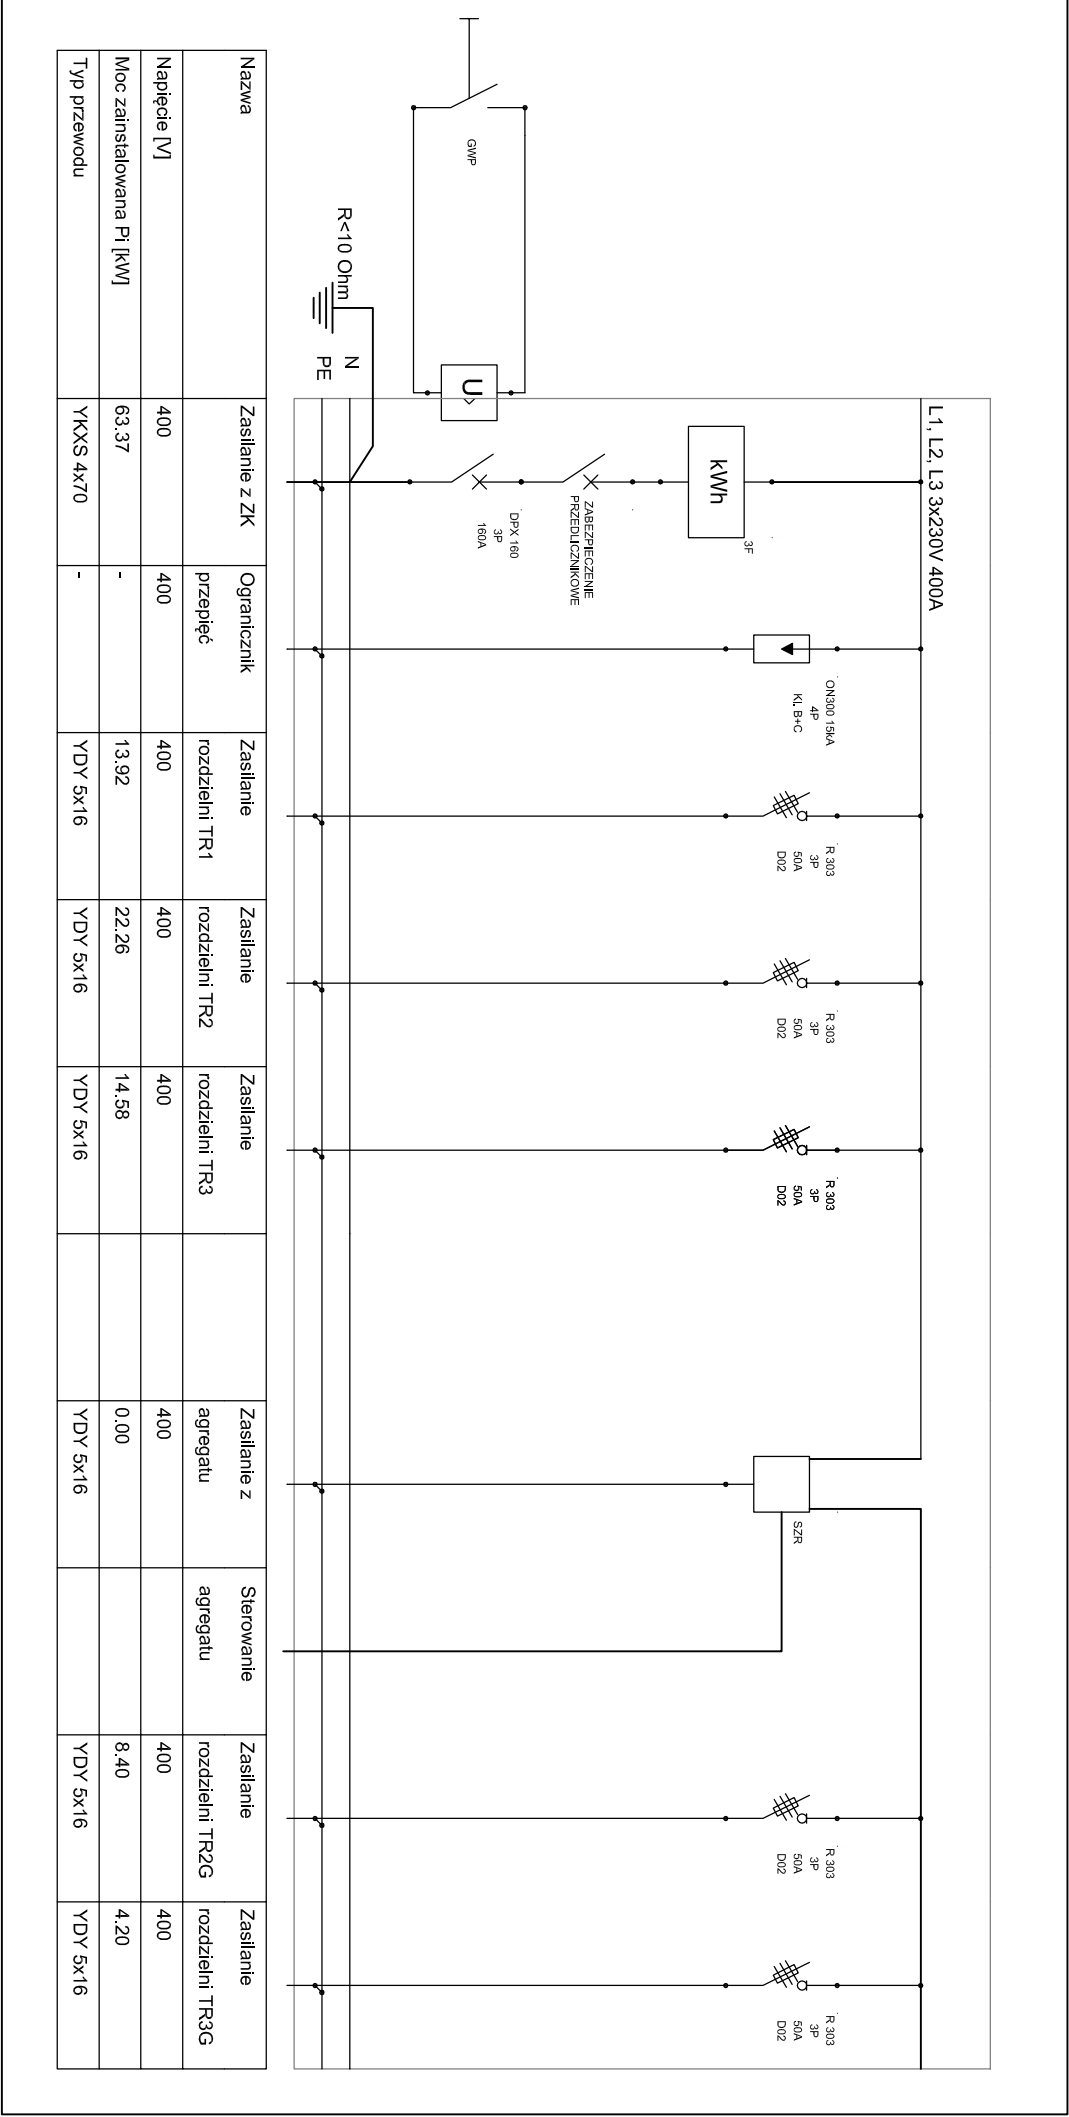 L1, L2, L3 3x230V 400A
GWP
R<10 Ohm
N
PE
U
>
kWh
3F
ZABEZPIECZENIE
PRZEDLICZNIKOWE
DPX 160
3P
160A
ON300 15kA
4P
Kl. B+C
R 303
3P
50A
D02
R 303
3P
50A
D02
R 303
3P
50A
D02
SZR
R 303
3P
50A
D02
R 303
3P
50A
D02
Nazwa
Zasilanie z ZK
Ogranicznik
przepięć
Zasilanie
rozdzielni TR1
Zasilanie
rozdzielni TR2
Zasilanie
rozdzielni TR3
Zasilanie z
agregatu
Sterowanie
agregatu
Zasilanie
rozdzielni TR2G
Zasilanie
rozdzielni TR3G
Napięcie [V] 400 400 400 400 400 400 400 400
Moc zainstalowana Pi [kW] 63.37 - 13.92 22.26 14.58 0.00 8.40 4.20
Typ przewodu YKXS 4x70 - YDY 5x16 YDY 5x16 YDY 5x16 YDY 5x16 YDY 5x16 YDY 5x16